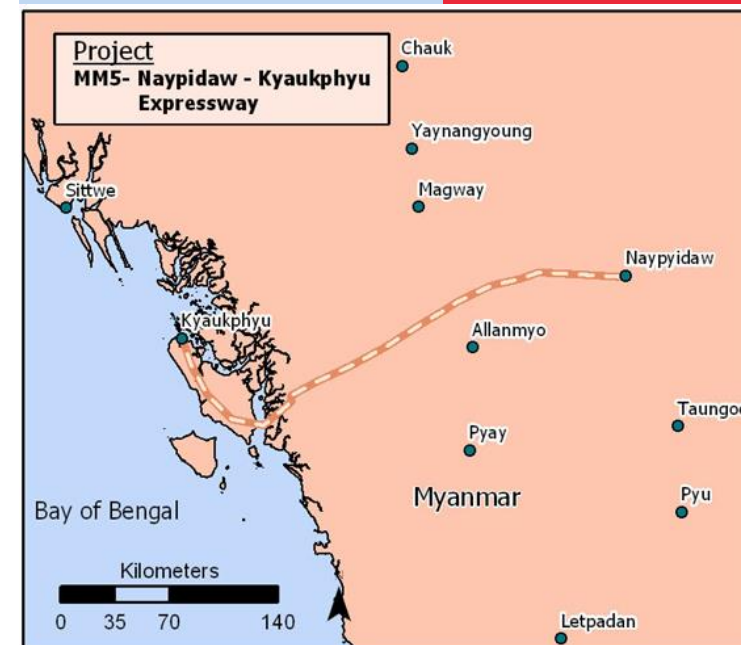 Project
MM5- Naypidaw - Kyaukphyu
Expressway
Chauk
Yaynangyoung
Magway
Sittwe
Naypyidaw
Kyaukphyu
Allanmyo
Pyay
Myanmar
Pyu
Bay of Bengal
Kilometers
0 35 70 140
Letpadan